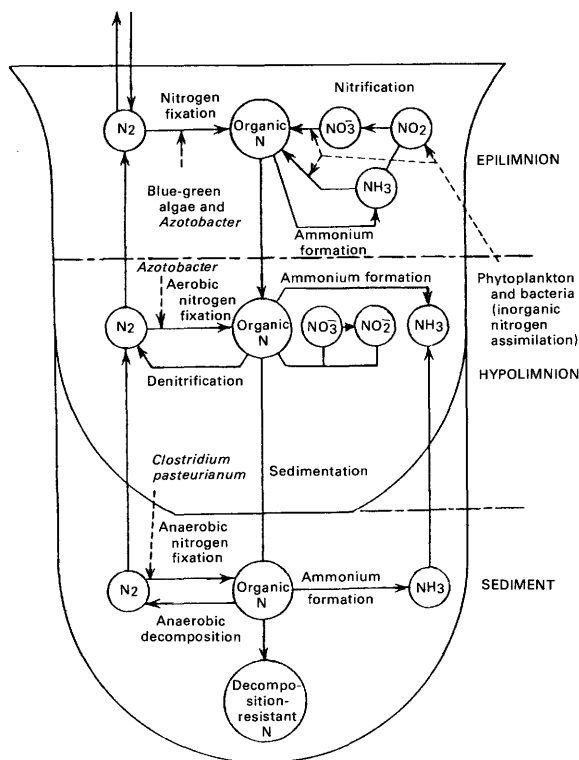 Nitrogen
fixation
Nitrification
N2
Organic
N
NO3̄
NO2
NH3
EPILIMNION
Blue-green
algae and
Azotobacter
Ammonium
formation
Azotobacter
Aerobic
nitrogen
fixation
Ammonium formation
Phytoplankton
and bacteria
(inorganic
nitrogen
assimilation)
N2
Organic
N
NO3̄
NO2̄
NH3
Denitrification
HYPOLIMNION
Clostridium
pasteurianum
Sedimentation
Anaerobic
nitrogen
fixation
N2
Organic
N
Ammonium
formation
NH3
SEDIMENT
Anaerobic
decomposition
Decompo-
sition-
resistant
N